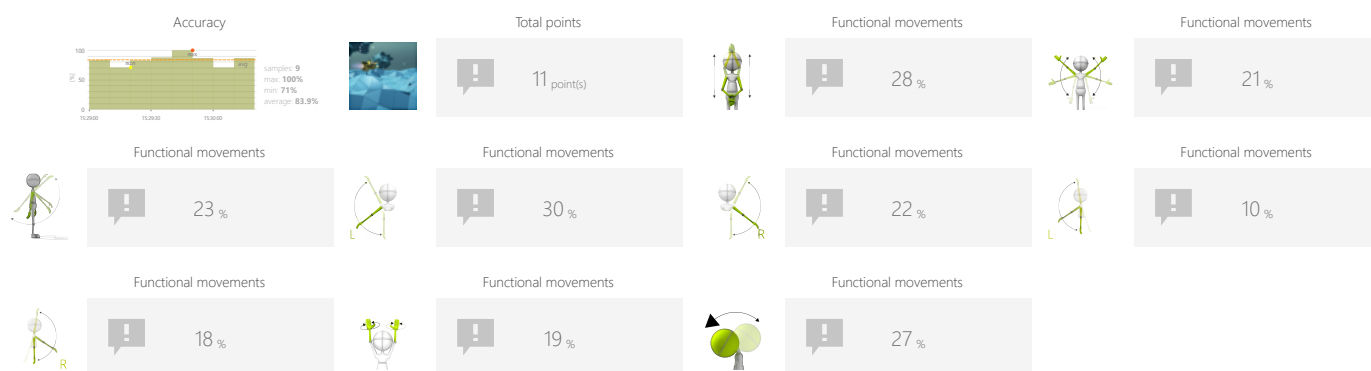 Accuracy
Total points
Functional movements
Functional movements
100
50
0
(%)
max
min
avg
15:29:00
15:29:30
15:30:00
samples: 9
max: 100%
min: 71%
average: 83.9%
11 point(s)
28 %
21 %
Functional movements
Functional movements
Functional movements
Functional movements
23 %
L
30 %
R
22 %
L
10 %
Functional movements
Functional movements
Functional movements
R
18 %
19 %
27 %